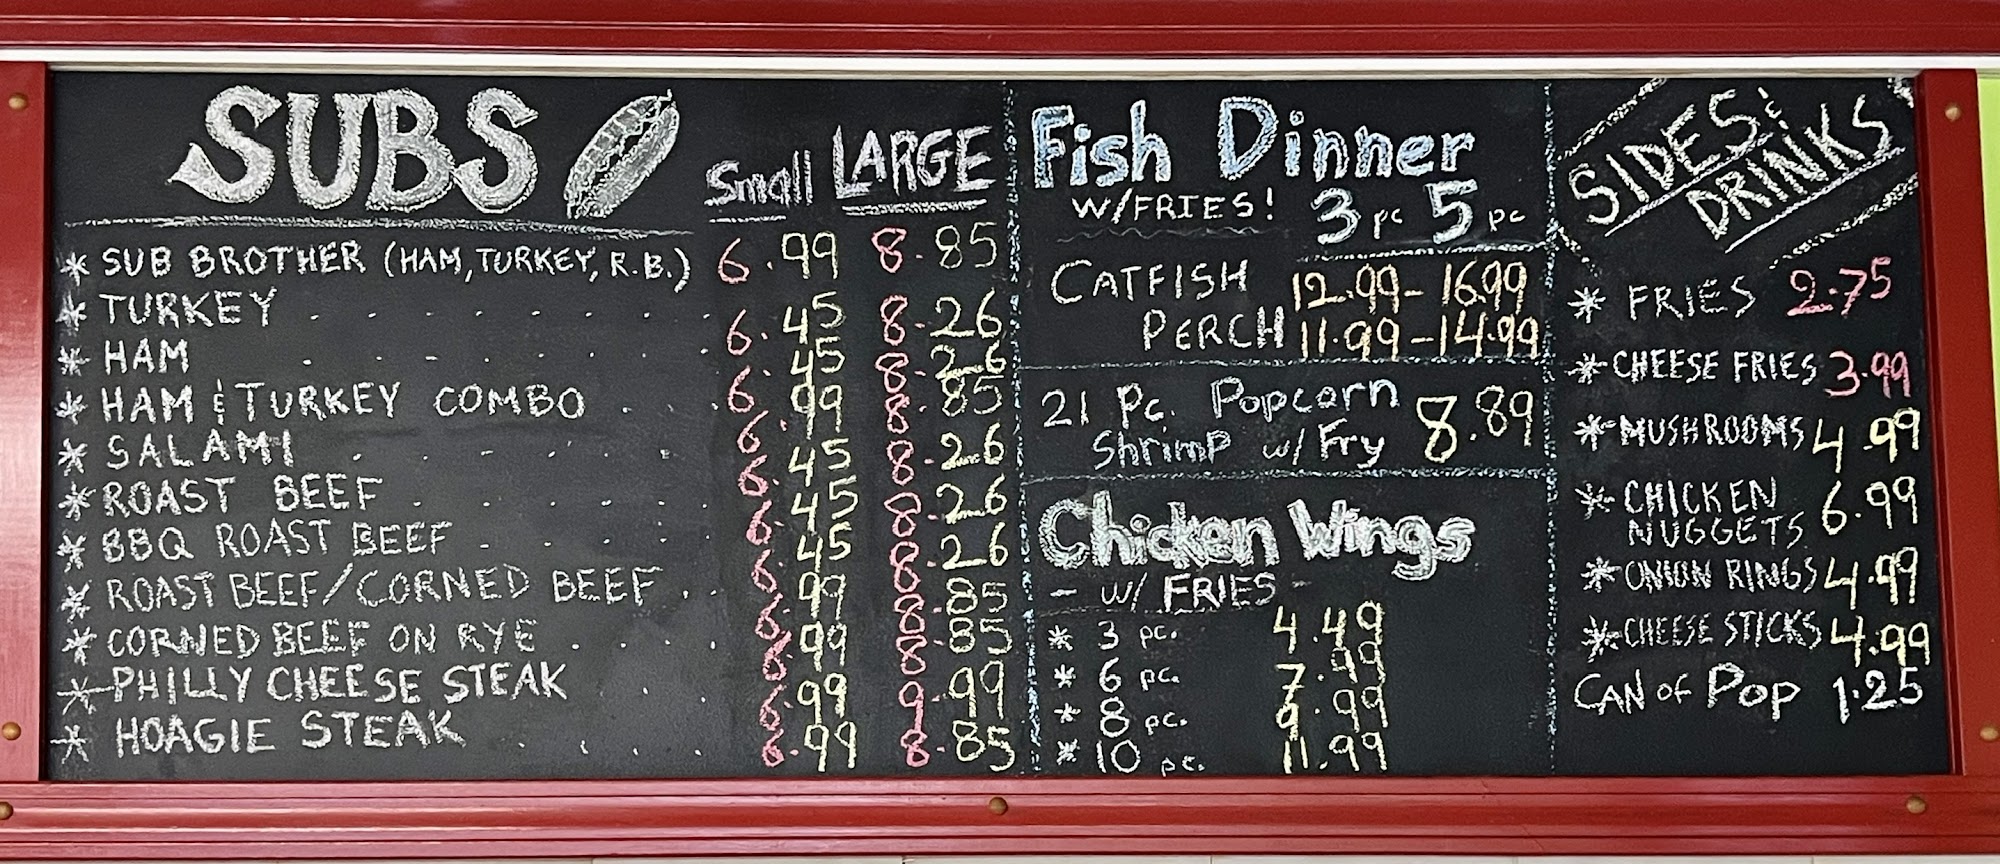 SUBS
Small LARGE
* SUB BROTHER (HAM, TURKEY, R.B.) 6.99 8.85
* TURKEY . . . . . . . . 6.45 8.26
* HAM . . . . . . . . 6.45 8.26
* HAM & TURKEY COMBO . . . 6.99 8.85
* SALAMI . . . . . . . 6.45 8.26
* ROAST BEEF . . . . . . 6.45 8.26
* BBQ ROAST BEEF . . . . . 6.45 8.26
* ROAST BEEF/CORNED BEEF . . 6.99 8.85
* CORNED BEEF ON RYE . . . . 6.99 8.85
* PHILLY CHEESE STEAK . . . 6.99 9.99
* HOAGIE STEAK . . . . . 6.99 8.85
Fish Dinner
W/FRIES! 3 pc 5 pc
CATFISH 12.99 - 16.99
PERCH 11.99 - 14.99
21 Pc. Popcorn
Shrimp w/ Fry 8.89
Chicken Wings
- w/ FRIES -
* 3 pc. 4.49
* 6 pc. 7.99
* 8 pc. 9.99
* 10 pc. 11.99
SIDES &
DRINKS
* FRIES 2.75
* CHEESE FRIES 3.99
* MUSHROOMS 4.99
* CHICKEN
NUGGETS 6.99
* ONION RINGS 4.99
* CHEESE STICKS 4.99
CAN OF POP 1.25